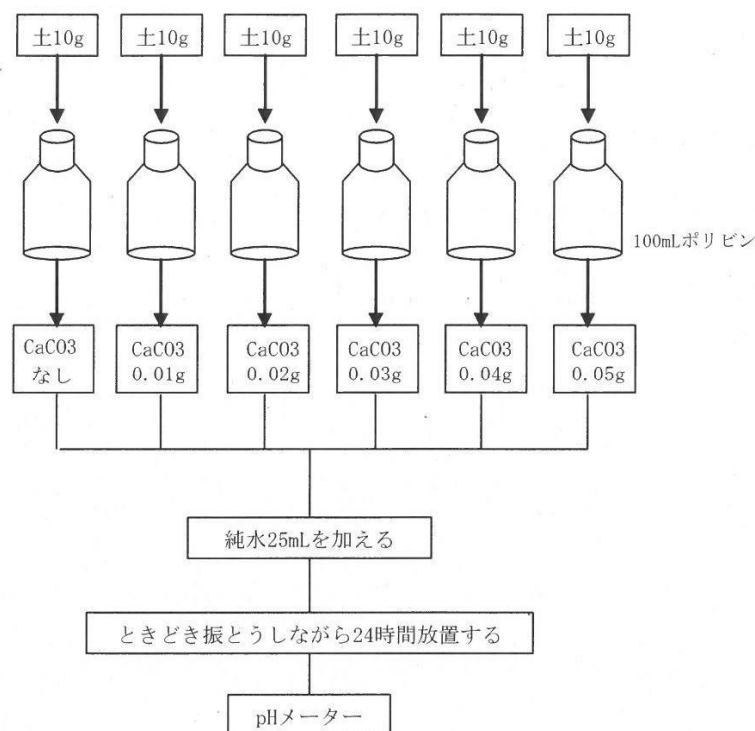 土10g
土10g
土10g
土10g
土10g
土10g
100mLポリビン
CaCO3
なし
CaCO3
0.01g
CaCO3
0.02g
CaCO3
0.03g
CaCO3
0.04g
CaCO3
0.05g
純水25mLを加える
ときどき振とうしながら24時間放置する
pHメーター